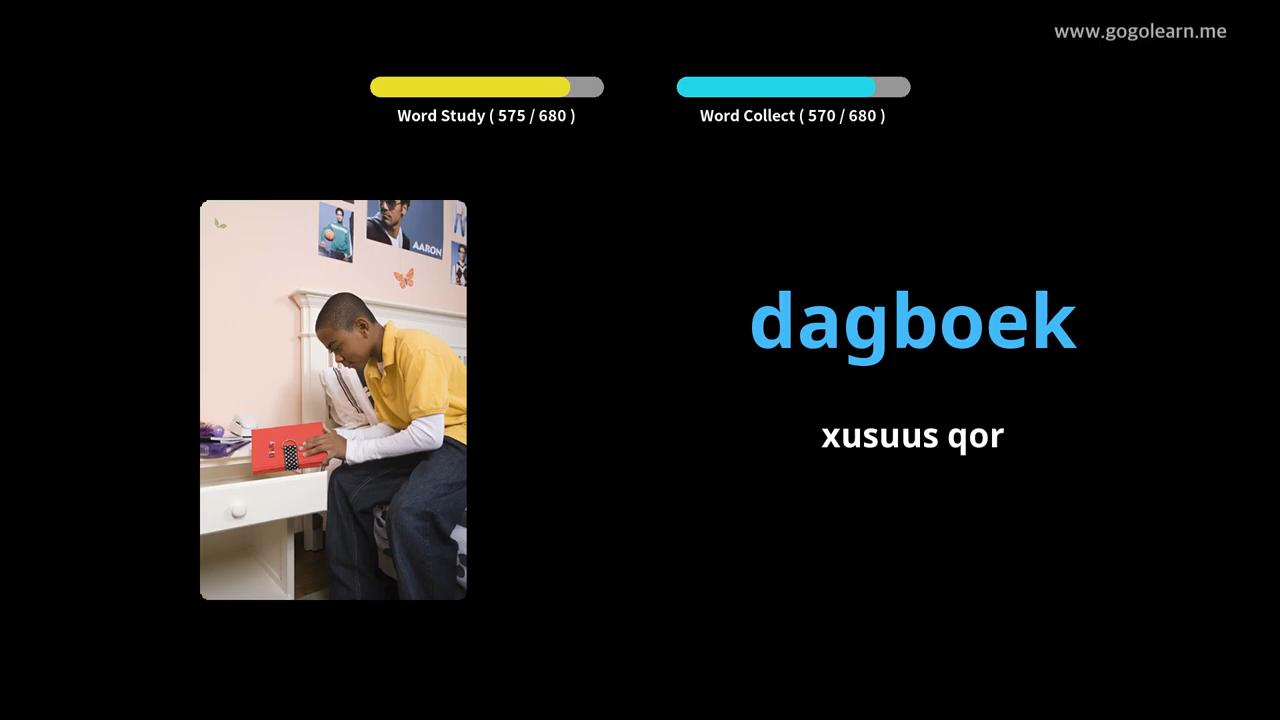 www.gogolearn.me
Word Study ( 575 / 680 )
Word Collect ( 570 / 680 )
AARON
dagboek
xusuus qor